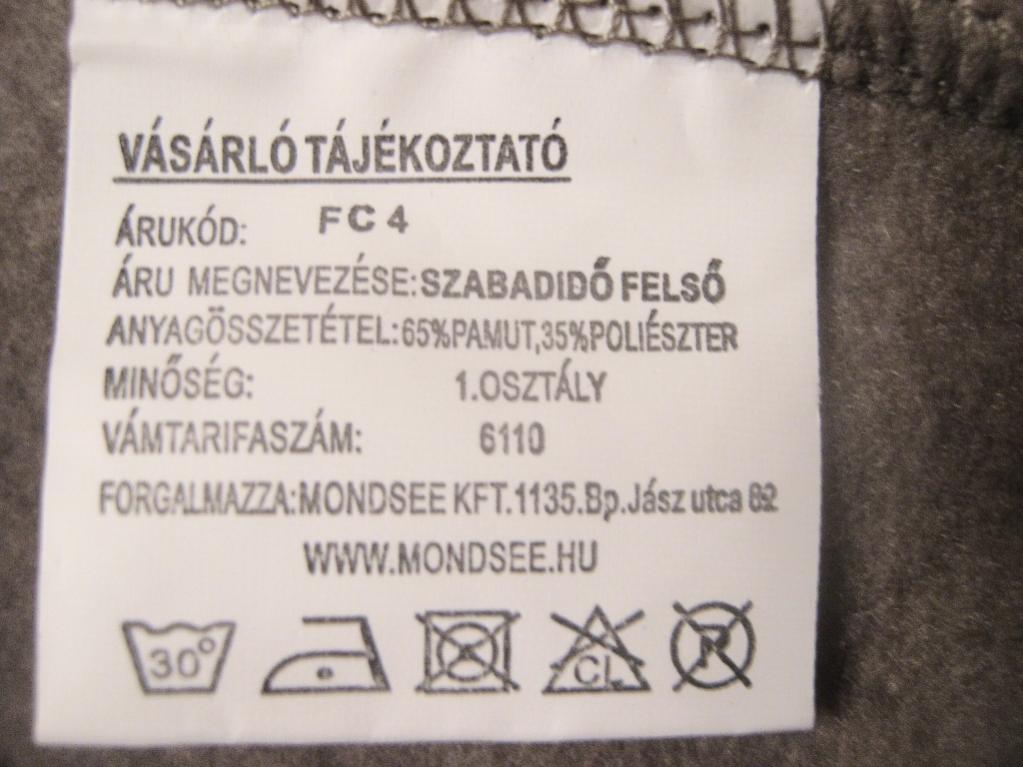 VÁSÁRLÓ TÁJÉKOZTATÓ
ÁRUKÓD: FC 4
ÁRU MEGNEVEZÉSE:SZABADIDŐ FELSŐ
ANYAGÖSSZETÉTEL:65%PAMUT,35%POLIÉSZTER
MINŐSÉG: 1.OSZTÁLY
VÁMTARIFASZÁM: 6110
FORGALMAZZA:MONDSEE KFT.1135.Bp.Jász utca
WWW.MONDSEE.HU
30° CL P